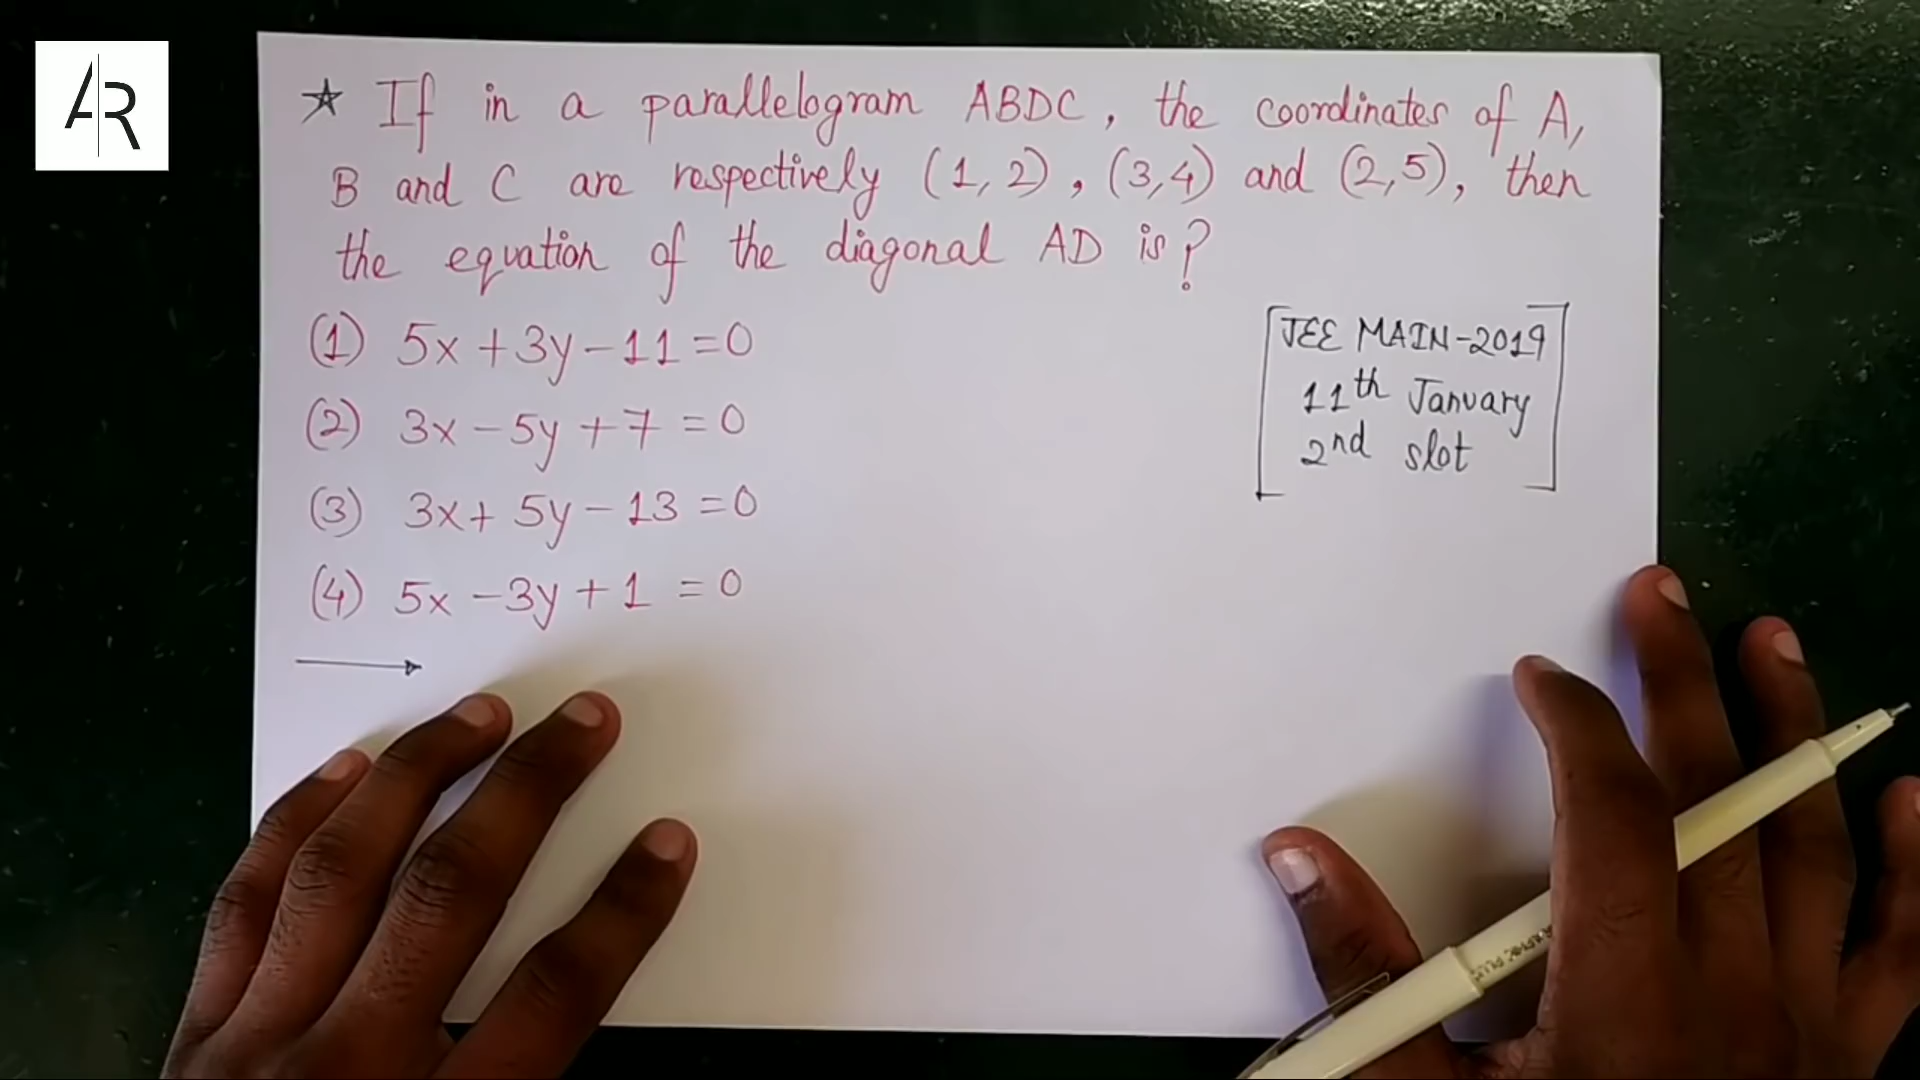 AR
☆ If in a parallelogram ABDC, the coordinates of A,
B and C are respectively (1,2), (3,4) and (2,5), then
the equation of the diagonal AD is?
(1) 5x+3y-11=0
(2) 3x-5y+7=0
(3) 3x+5y-13=0
(4) 5x-3y+1=0
[JEE MAIN-2019
11th January
2nd slot]